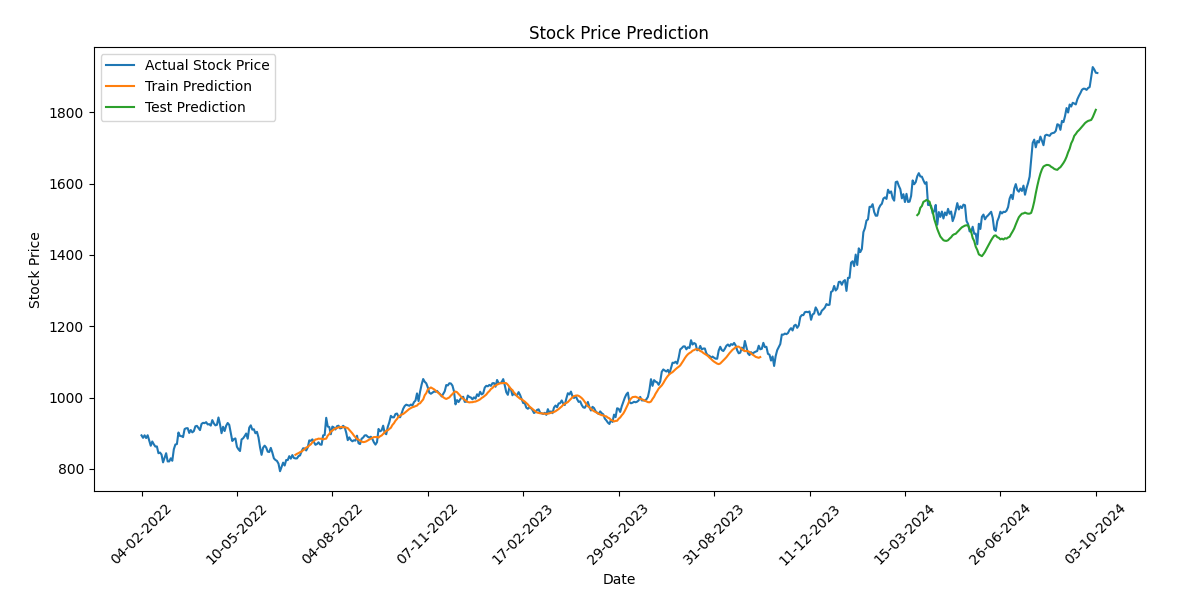 Stock Price Prediction
Actual Stock Price
Train Prediction
Test Prediction
Stock Price
1800
1600
1400
1200
1000
800
04-02-2022
10-05-2022
04-08-2022
07-11-2022
17-02-2023
29-05-2023
31-08-2023
11-12-2023
15-03-2024
26-06-2024
03-10-2024
Date